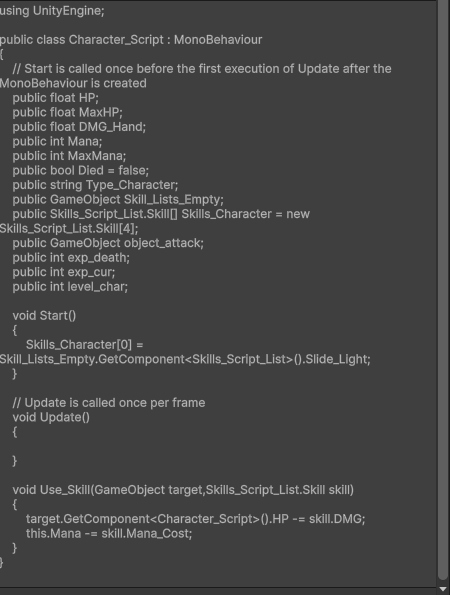 using UnityEngine;
public class Character_Script : MonoBehaviour
{
// Start is called once before the first execution of Update after the
MonoBehaviour is created
public float HP;
public float MaxHP;
public float DMG_Hand;
public int Mana;
public int MaxMana;
public bool Died = false;
public string Type_Character;
public GameObject Skill_Lists_Empty;
public Skills_Script_List.Skill[] Skills_Character = new
Skills_Script_List.Skill[4];
public GameObject object_attack;
public int exp_death;
public int exp_cur;
public int level_char;
void Start()
{
Skills_Character[0] =
Skill_Lists_Empty.GetComponent<Skills_Script_List>().Slide_Light;
}
// Update is called once per frame
void Update()
{
}
void Use_Skill(GameObject target,Skills_Script_List.Skill skill)
{
target.GetComponent<Character_Script>().HP -= skill.DMG;
this.Mana -= skill.Mana_Cost;
}
}